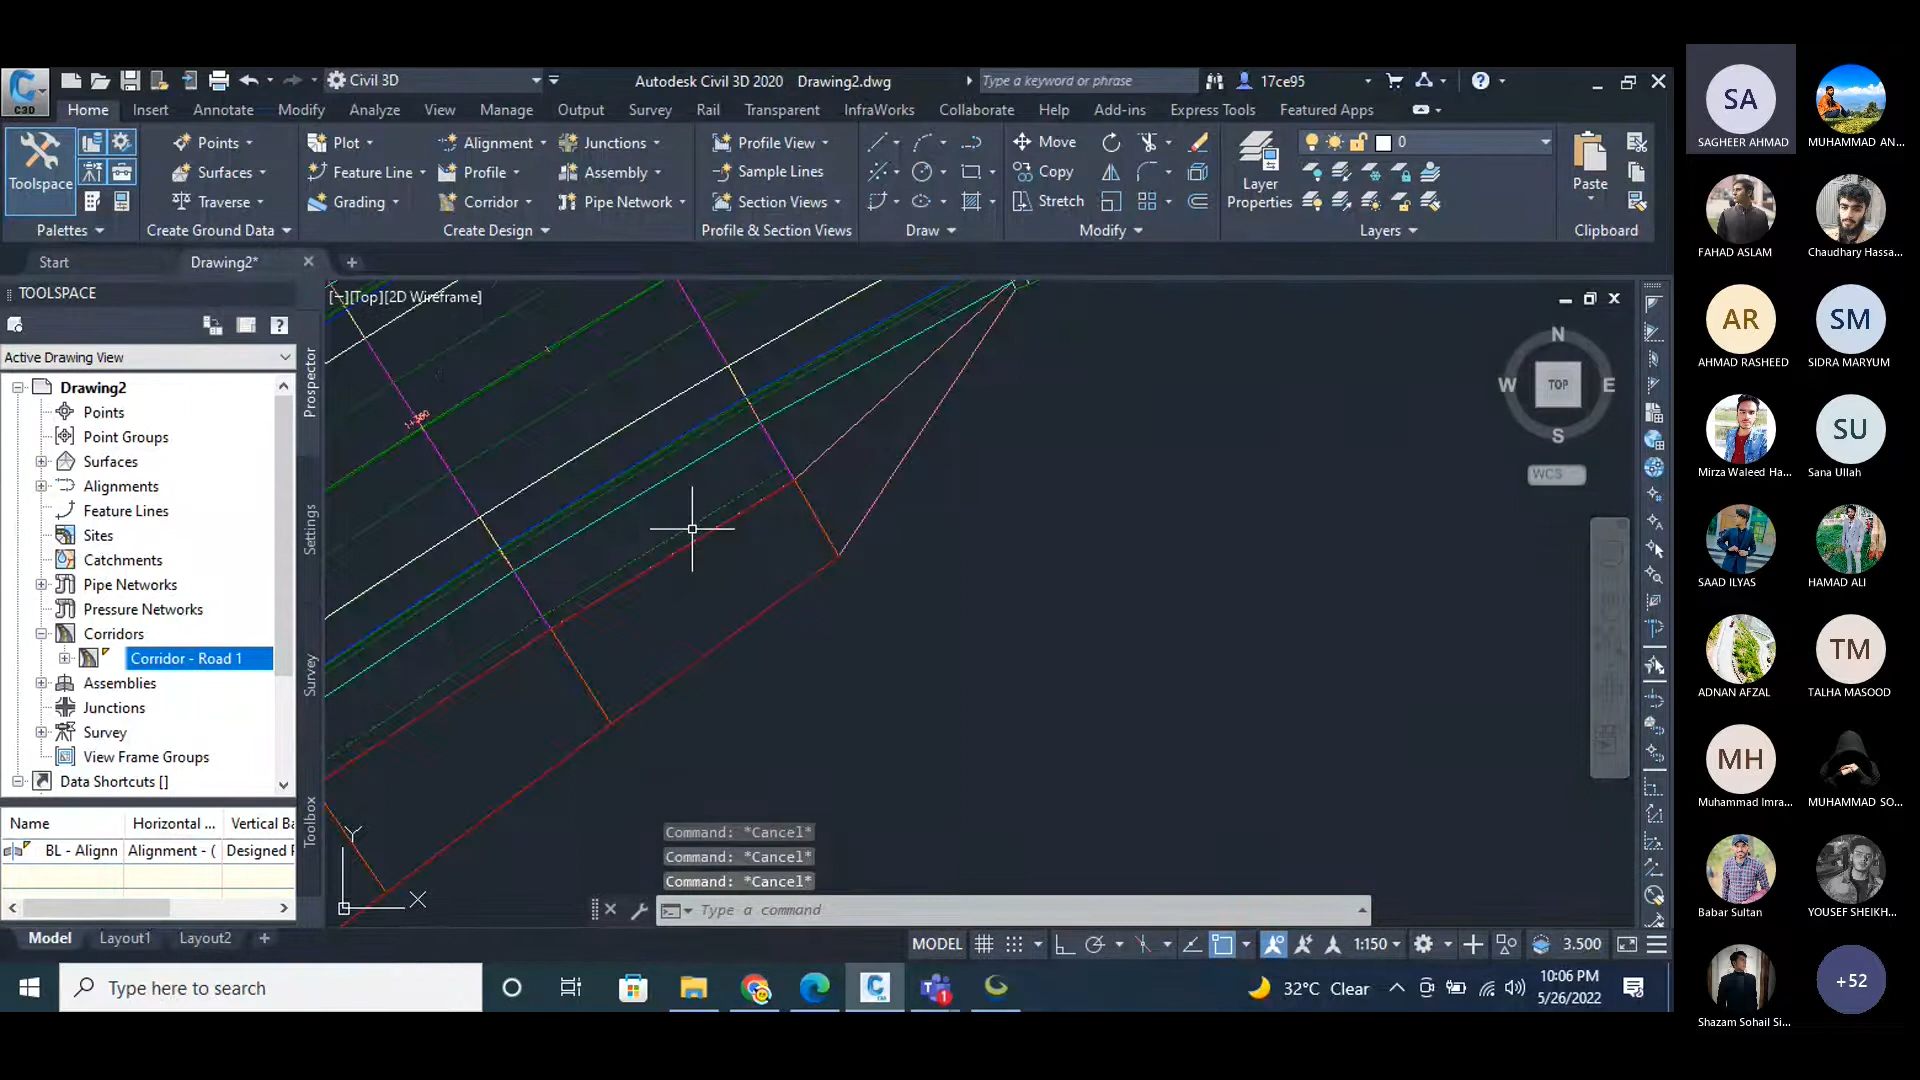 Civil 3D
Autodesk Civil 3D 2020 Drawing2.dwg
Type a keyword or phrase
17ce95
C3D
Home Insert Annotate Modify Analyze View Manage Output Survey Rail Transparent InfraWorks Collaborate Help Add-ins Express Tools Featured Apps
Toolspace
Points
Surfaces
Traverse
Plot
Feature Line
Grading
Alignment
Profile
Corridor
Junctions
Assembly
Pipe Network
Profile View
Sample Lines
Section Views
Move
Copy
Stretch
Layer
Properties
0
Paste
Palettes
Create Ground Data
Create Design
Profile & Section Views
Draw
Modify
Layers
Clipboard
Start
Drawing2*
TOOLSPACE
Active Drawing View
Drawing2
Points
Point Groups
Surfaces
Alignments
Feature Lines
Sites
Catchments
Pipe Networks
Pressure Networks
Corridors
Corridor - Road 1
Assemblies
Junctions
Survey
View Frame Groups
Data Shortcuts []
Prospector
Settings
Survey
Toolbox
Name Horizontal ... Vertical Ba
BL - Alignn Alignment - ( Designed F
[−][Top][2D Wireframe]
N
W TOP E
S
WCS
Y
X
Command: *Cancel*
Command: *Cancel*
Command: *Cancel*
Type a command
Model Layout1 Layout2
MODEL
1:150
3.500
Type here to search
1
32°C Clear
10:06 PM
5/26/2022
SA
SAGHEER AHMAD
MUHAMMAD AN...
FAHAD ASLAM
Chaudhary Hassa...
AR
AHMAD RASHEED
SM
SIDRA MARYUM
Mirza Waleed Ha...
SU
Sana Ullah
SAAD ILYAS
HAMAD ALI
ADNAN AFZAL
TM
TALHA MASOOD
MH
Muhammad Imra...
MUHAMMAD SO...
Babar Sultan
YOUSEF SHEIKH...
Shazam Sohail Si...
+52